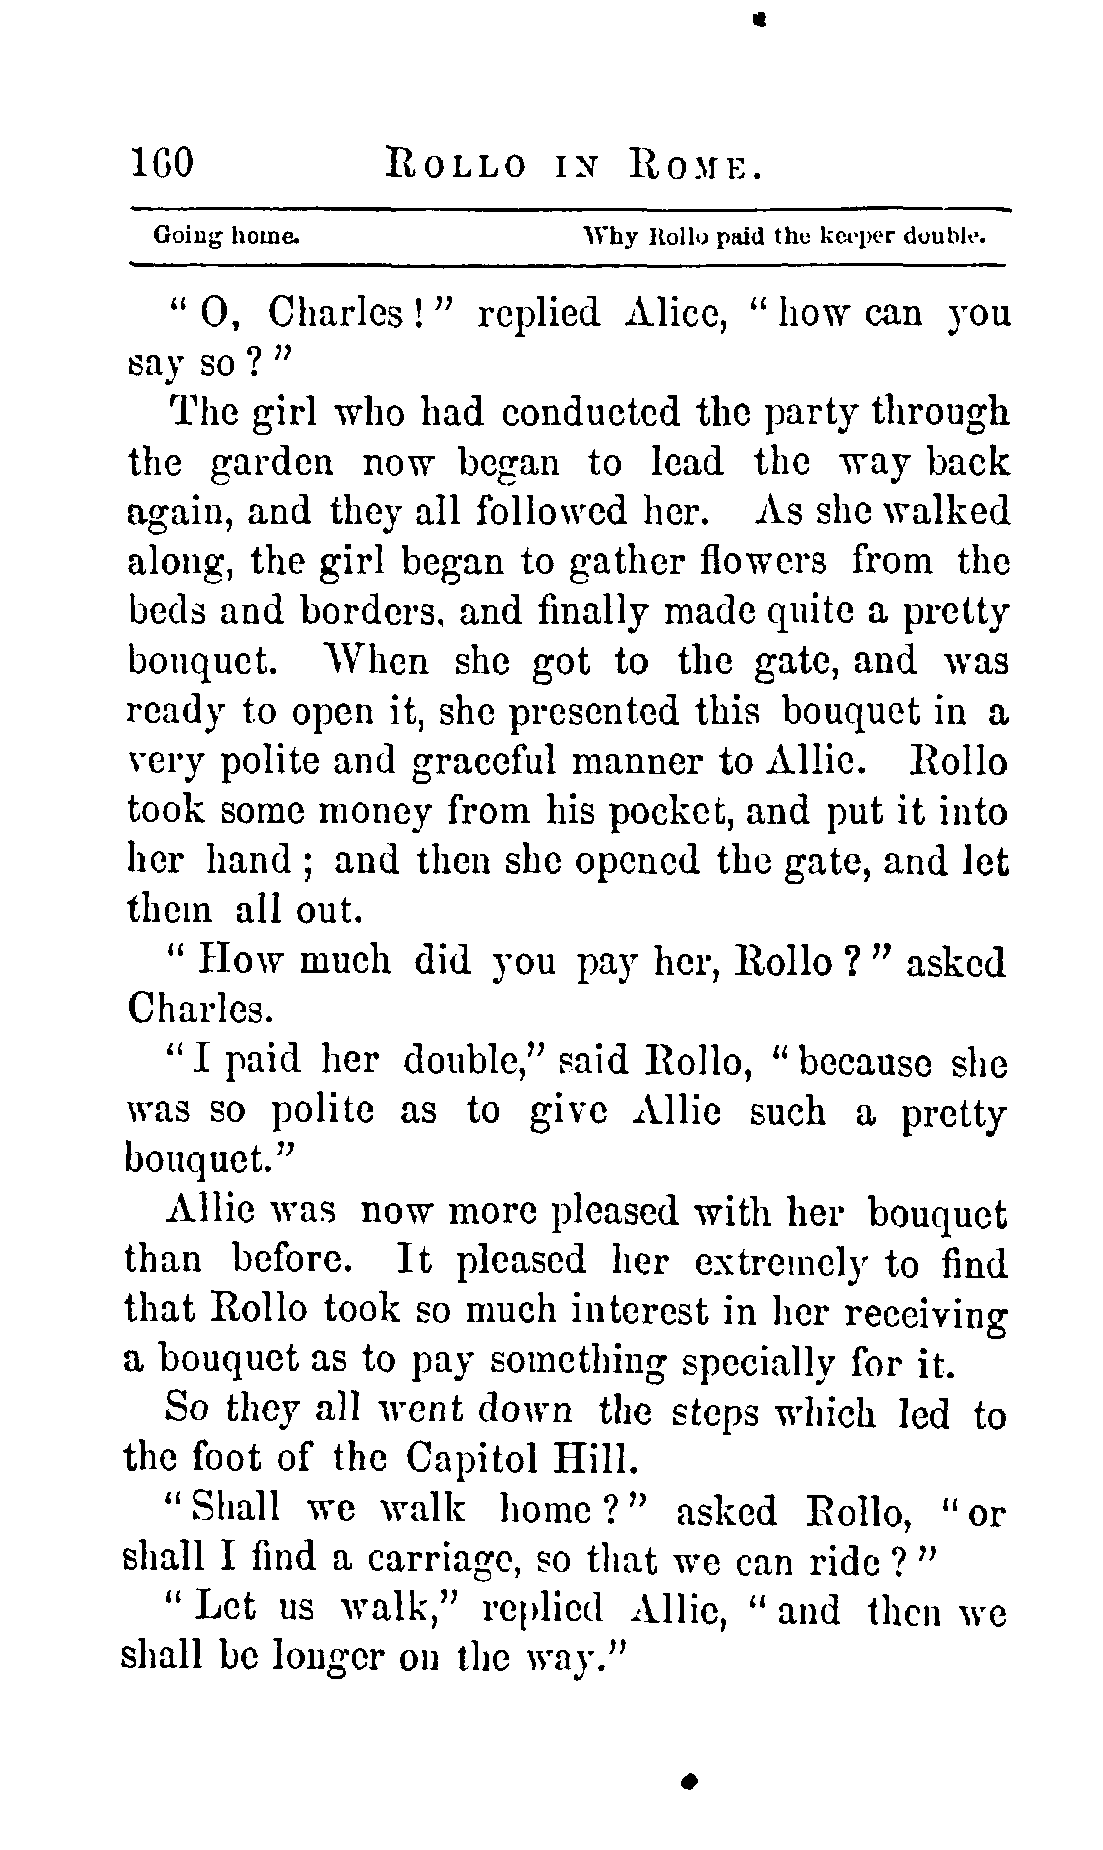 160 ROLLO IN ROME.
Going home. Why Rollo paid the keeper double.
" O, Charles ! " replied Alice, " how can you
say so ? "
The girl who had conducted the party through
the garden now began to lead the way back
again, and they all followed her. As she walked
along, the girl began to gather flowers from the
beds and borders, and finally made quite a pretty
bouquet. When she got to the gate, and was
ready to open it, she presented this bouquet in a
very polite and graceful manner to Allie. Rollo
took some money from his pocket, and put it into
her hand ; and then she opened the gate, and let
them all out.
" How much did you pay her, Rollo ? " asked
Charles.
" I paid her double," said Rollo, " because she
was so polite as to give Allie such a pretty
bouquet."
Allie was now more pleased with her bouquet
than before. It pleased her extremely to find
that Rollo took so much interest in her receiving
a bouquet as to pay something specially for it.
So they all went down the steps which led to
the foot of the Capitol Hill.
" Shall we walk home ? " asked Rollo, " or
shall I find a carriage, so that we can ride ? "
" Let us walk," replied Allie, " and then we
shall be longer on the way."